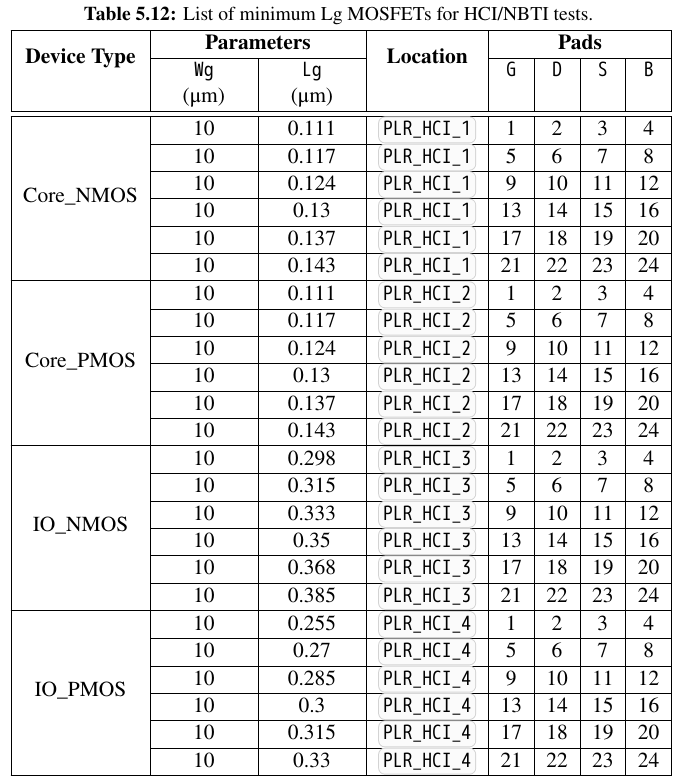 Table 5.12: List of minimum Lg MOSFETs for HCI/NBTI tests.
Device Type Parameters Location Pads
Wg (μm) Lg (μm) G D S B
Core_NMOS
10 0.111 PLR_HCI_1 1 2 3 4
10 0.117 PLR_HCI_1 5 6 7 8
10 0.124 PLR_HCI_1 9 10 11 12
10 0.13 PLR_HCI_1 13 14 15 16
10 0.137 PLR_HCI_1 17 18 19 20
10 0.143 PLR_HCI_1 21 22 23 24
Core_PMOS
10 0.111 PLR_HCI_2 1 2 3 4
10 0.117 PLR_HCI_2 5 6 7 8
10 0.124 PLR_HCI_2 9 10 11 12
10 0.13 PLR_HCI_2 13 14 15 16
10 0.137 PLR_HCI_2 17 18 19 20
10 0.143 PLR_HCI_2 21 22 23 24
IO_NMOS
10 0.298 PLR_HCI_3 1 2 3 4
10 0.315 PLR_HCI_3 5 6 7 8
10 0.333 PLR_HCI_3 9 10 11 12
10 0.35 PLR_HCI_3 13 14 15 16
10 0.368 PLR_HCI_3 17 18 19 20
10 0.385 PLR_HCI_3 21 22 23 24
IO_PMOS
10 0.255 PLR_HCI_4 1 2 3 4
10 0.27 PLR_HCI_4 5 6 7 8
10 0.285 PLR_HCI_4 9 10 11 12
10 0.3 PLR_HCI_4 13 14 15 16
10 0.315 PLR_HCI_4 17 18 19 20
10 0.33 PLR_HCI_4 21 22 23 24